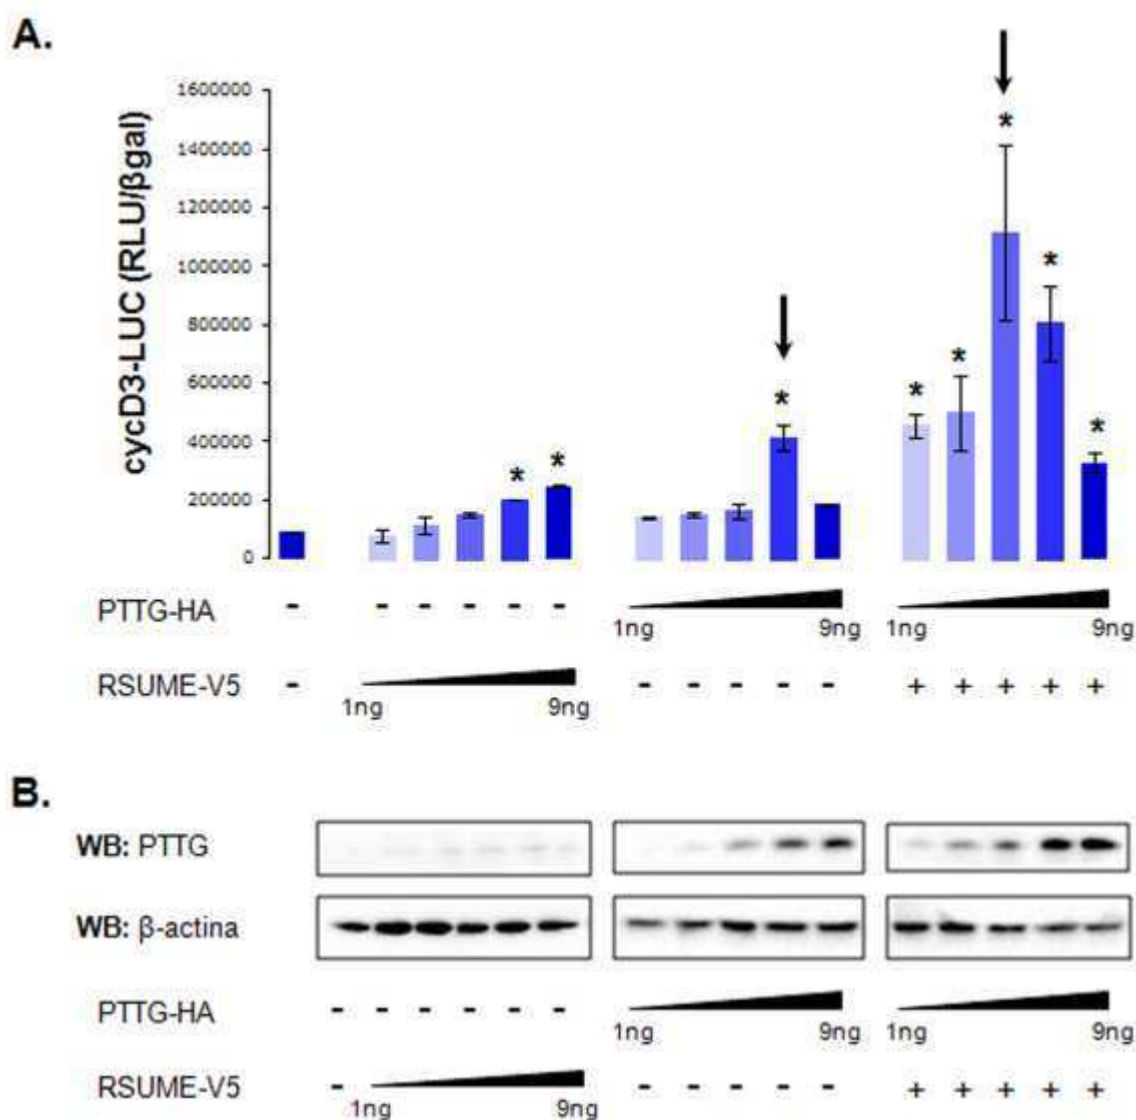 A.
cycD3-LUC (RLU/βgal)
1600000
1400000
1200000
1000000
800000
600000
400000
200000
0
* *
*
* * * * *
PTTG-HA - - - - - - 1ng 9ng 1ng 9ng
RSUME-V5 - 1ng 9ng - - - - - + + + + +
B.
WB: PTTG
WB: β-actina
PTTG-HA - - - - - - 1ng 9ng 1ng 9ng
RSUME-V5 - 1ng 9ng - - - - - + + + + +